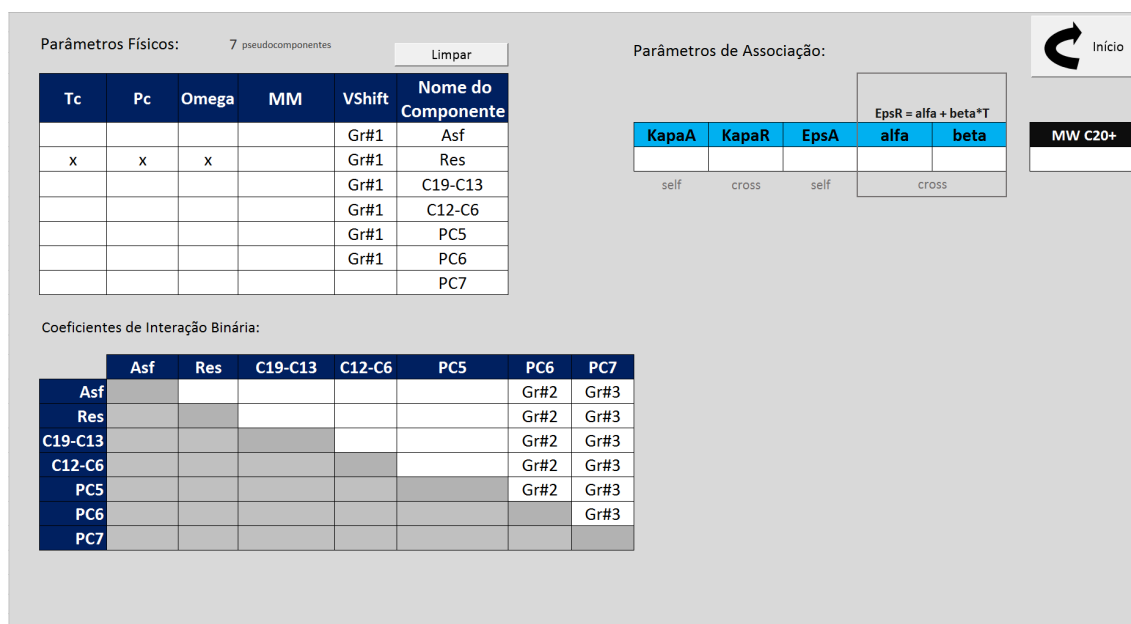 Parâmetros Físicos: 7 pseudocomponentes
Limpar
Tc Pc Omega MM VShift Nome do Componente
Gr#1 Asf
x x x Gr#1 Res
Gr#1 C19-C13
Gr#1 C12-C6
Gr#1 PC5
Gr#1 PC6
PC7
Parâmetros de Associação:
Início
EpsR = alfa + beta*T
KapaA KapaR EpsA alfa beta MW C20+
self cross self cross
Coeficientes de Interação Binária:
Asf Res C19-C13 C12-C6 PC5 PC6 PC7
Asf Gr#2 Gr#3
Res Gr#2 Gr#3
C19-C13 Gr#2 Gr#3
C12-C6 Gr#2 Gr#3
PC5 Gr#2 Gr#3
PC6 Gr#3
PC7